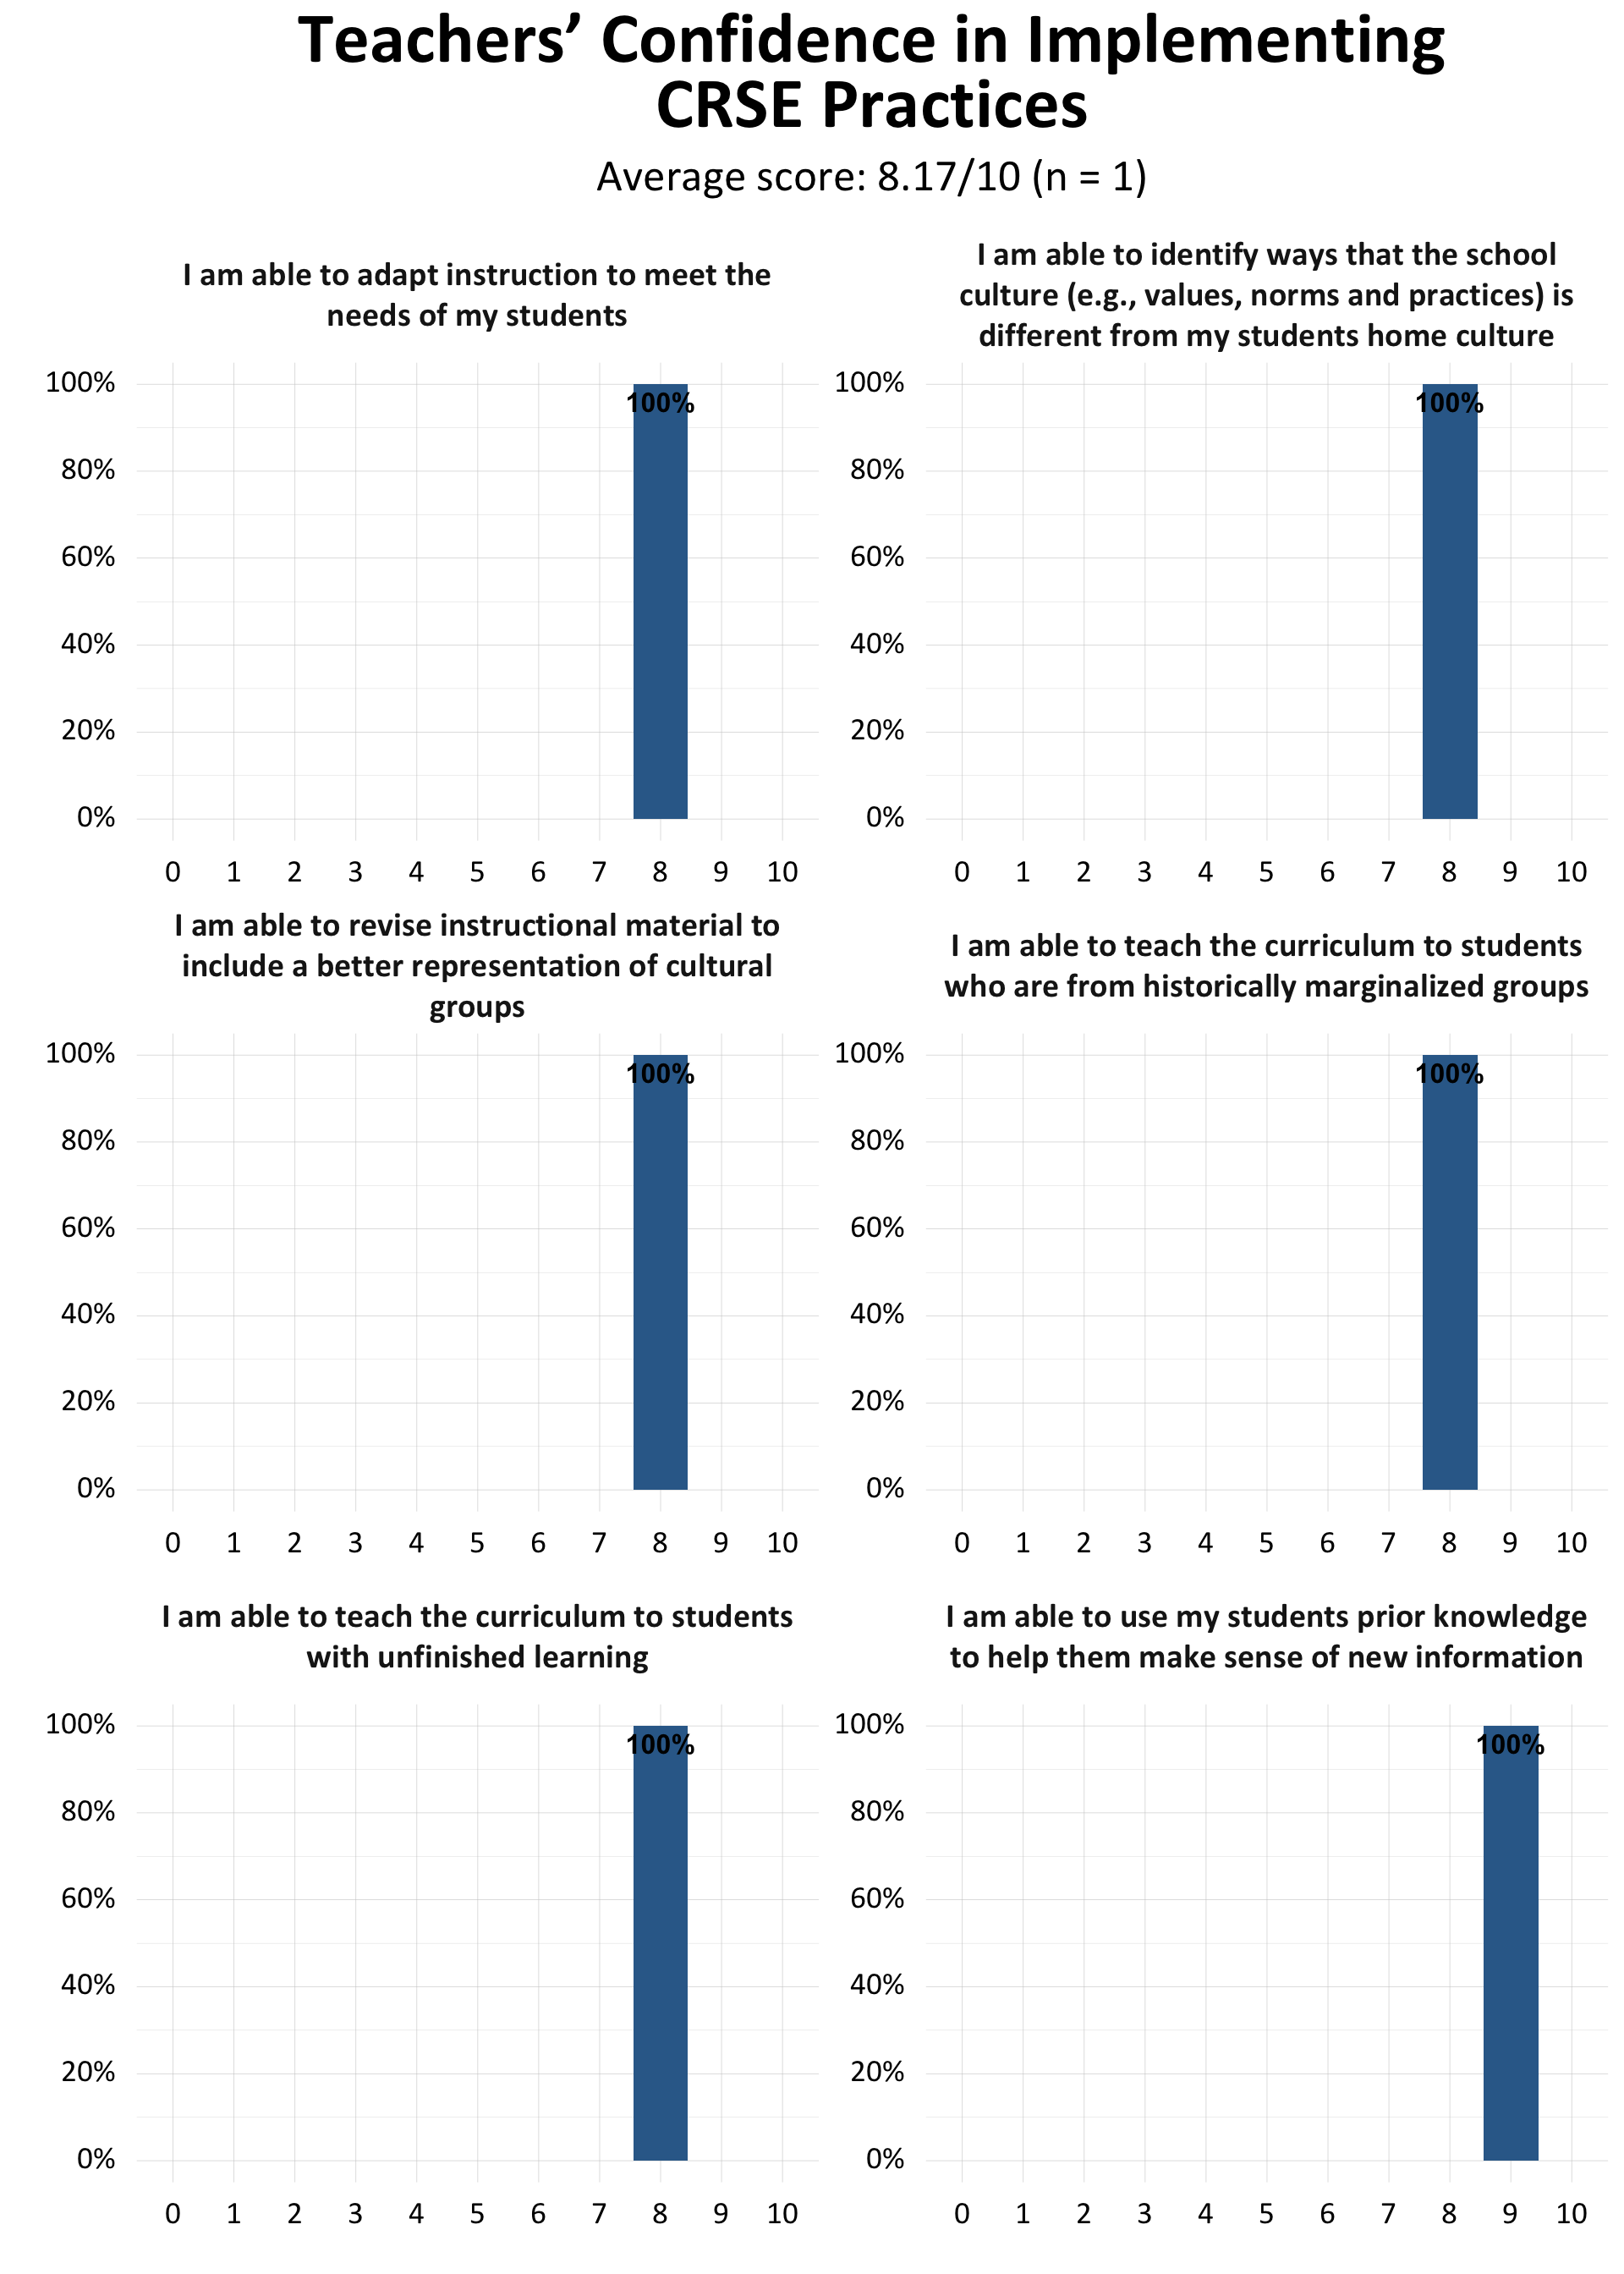 Teachers’ Confidence in Implementing
CRSE Practices
Average score: 8.17/10 (n = 1)
I am able to adapt instruction to meet the
needs of my students
100%
100%
80%
60%
40%
20%
0%
0 1 2 3 4 5 6 7 8 9 10
I am able to identify ways that the school
culture (e.g., values, norms and practices) is
different from my students home culture
100%
100%
80%
60%
40%
20%
0%
0 1 2 3 4 5 6 7 8 9 10
I am able to revise instructional material to
include a better representation of cultural
groups
100%
100%
80%
60%
40%
20%
0%
0 1 2 3 4 5 6 7 8 9 10
I am able to teach the curriculum to students
who are from historically marginalized groups
100%
100%
80%
60%
40%
20%
0%
0 1 2 3 4 5 6 7 8 9 10
I am able to teach the curriculum to students
with unfinished learning
100%
100%
80%
60%
40%
20%
0%
0 1 2 3 4 5 6 7 8 9 10
I am able to use my students prior knowledge
to help them make sense of new information
100%
100%
80%
60%
40%
20%
0%
0 1 2 3 4 5 6 7 8 9 10